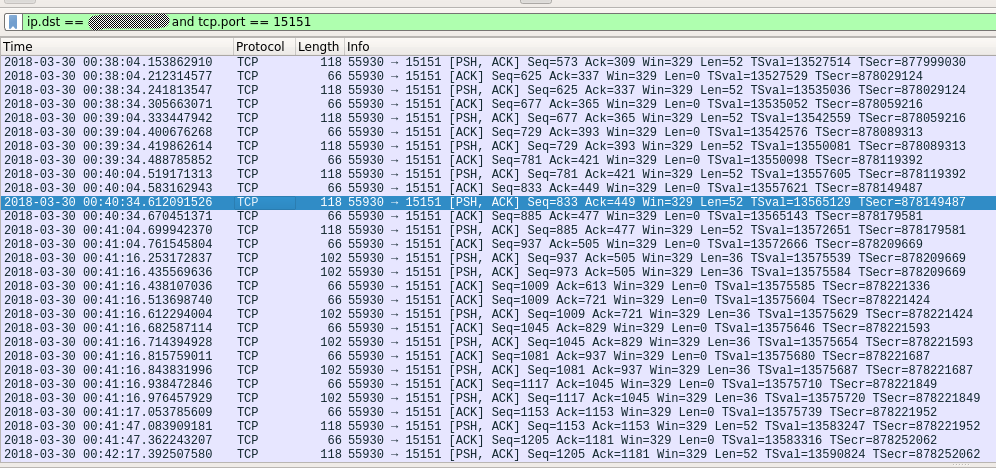 ip.dst == and tcp.port == 15151
Time Protocol Length Info
2018-03-30 00:38:04.153862910 TCP 118 55930 → 15151 [PSH, ACK] Seq=573 Ack=309 Win=329 Len=52 TSval=13527514 TSecr=877999030
2018-03-30 00:38:04.212314577 TCP 66 55930 → 15151 [ACK] Seq=625 Ack=337 Win=329 Len=0 TSval=13527529 TSecr=878029124
2018-03-30 00:38:34.241813547 TCP 118 55930 → 15151 [PSH, ACK] Seq=625 Ack=337 Win=329 Len=52 TSval=13535036 TSecr=878029124
2018-03-30 00:38:34.305663071 TCP 66 55930 → 15151 [ACK] Seq=677 Ack=365 Win=329 Len=0 TSval=13535052 TSecr=878059216
2018-03-30 00:39:04.333447942 TCP 118 55930 → 15151 [PSH, ACK] Seq=677 Ack=365 Win=329 Len=52 TSval=13542559 TSecr=878059216
2018-03-30 00:39:04.400676268 TCP 66 55930 → 15151 [ACK] Seq=729 Ack=393 Win=329 Len=0 TSval=13542576 TSecr=878089313
2018-03-30 00:39:34.419862614 TCP 118 55930 → 15151 [PSH, ACK] Seq=729 Ack=393 Win=329 Len=52 TSval=13550081 TSecr=878089313
2018-03-30 00:39:34.488785852 TCP 66 55930 → 15151 [ACK] Seq=781 Ack=421 Win=329 Len=0 TSval=13550098 TSecr=878119392
2018-03-30 00:40:04.519171313 TCP 118 55930 → 15151 [PSH, ACK] Seq=781 Ack=421 Win=329 Len=52 TSval=13557605 TSecr=878119392
2018-03-30 00:40:04.583162943 TCP 66 55930 → 15151 [ACK] Seq=833 Ack=449 Win=329 Len=0 TSval=13557621 TSecr=878149487
2018-03-30 00:40:34.612091526 TCP 118 55930 → 15151 [PSH, ACK] Seq=833 Ack=449 Win=329 Len=52 TSval=13565129 TSecr=878149487
2018-03-30 00:40:34.670451371 TCP 66 55930 → 15151 [ACK] Seq=885 Ack=477 Win=329 Len=0 TSval=13565143 TSecr=878179581
2018-03-30 00:41:04.699942370 TCP 118 55930 → 15151 [PSH, ACK] Seq=885 Ack=477 Win=329 Len=52 TSval=13572651 TSecr=878179581
2018-03-30 00:41:04.761545804 TCP 66 55930 → 15151 [ACK] Seq=937 Ack=505 Win=329 Len=0 TSval=13572666 TSecr=878209669
2018-03-30 00:41:16.253172837 TCP 102 55930 → 15151 [PSH, ACK] Seq=937 Ack=505 Win=329 Len=36 TSval=13575539 TSecr=878209669
2018-03-30 00:41:16.435569636 TCP 102 55930 → 15151 [PSH, ACK] Seq=973 Ack=505 Win=329 Len=36 TSval=13575584 TSecr=878209669
2018-03-30 00:41:16.438107036 TCP 66 55930 → 15151 [ACK] Seq=1009 Ack=613 Win=329 Len=0 TSval=13575585 TSecr=878221336
2018-03-30 00:41:16.513698740 TCP 66 55930 → 15151 [ACK] Seq=1009 Ack=721 Win=329 Len=0 TSval=13575604 TSecr=878221424
2018-03-30 00:41:16.612294004 TCP 102 55930 → 15151 [PSH, ACK] Seq=1009 Ack=721 Win=329 Len=36 TSval=13575629 TSecr=878221424
2018-03-30 00:41:16.682587114 TCP 66 55930 → 15151 [ACK] Seq=1045 Ack=829 Win=329 Len=0 TSval=13575646 TSecr=878221593
2018-03-30 00:41:16.714394928 TCP 102 55930 → 15151 [PSH, ACK] Seq=1045 Ack=829 Win=329 Len=36 TSval=13575654 TSecr=878221593
2018-03-30 00:41:16.815759011 TCP 66 55930 → 15151 [ACK] Seq=1081 Ack=937 Win=329 Len=0 TSval=13575680 TSecr=878221687
2018-03-30 00:41:16.843831996 TCP 102 55930 → 15151 [PSH, ACK] Seq=1081 Ack=937 Win=329 Len=36 TSval=13575687 TSecr=878221687
2018-03-30 00:41:16.938472846 TCP 66 55930 → 15151 [ACK] Seq=1117 Ack=1045 Win=329 Len=0 TSval=13575710 TSecr=878221849
2018-03-30 00:41:16.976457929 TCP 102 55930 → 15151 [PSH, ACK] Seq=1117 Ack=1045 Win=329 Len=36 TSval=13575720 TSecr=878221849
2018-03-30 00:41:17.053785609 TCP 66 55930 → 15151 [ACK] Seq=1153 Ack=1153 Win=329 Len=0 TSval=13575739 TSecr=878221952
2018-03-30 00:41:47.083909181 TCP 118 55930 → 15151 [PSH, ACK] Seq=1153 Ack=1153 Win=329 Len=52 TSval=13583247 TSecr=878221952
2018-03-30 00:41:47.362243207 TCP 66 55930 → 15151 [ACK] Seq=1205 Ack=1181 Win=329 Len=0 TSval=13583316 TSecr=878252062
2018-03-30 00:42:17.392507580 TCP 118 55930 → 15151 [PSH, ACK] Seq=1205 Ack=1181 Win=329 Len=52 TSval=13590824 TSecr=878252062